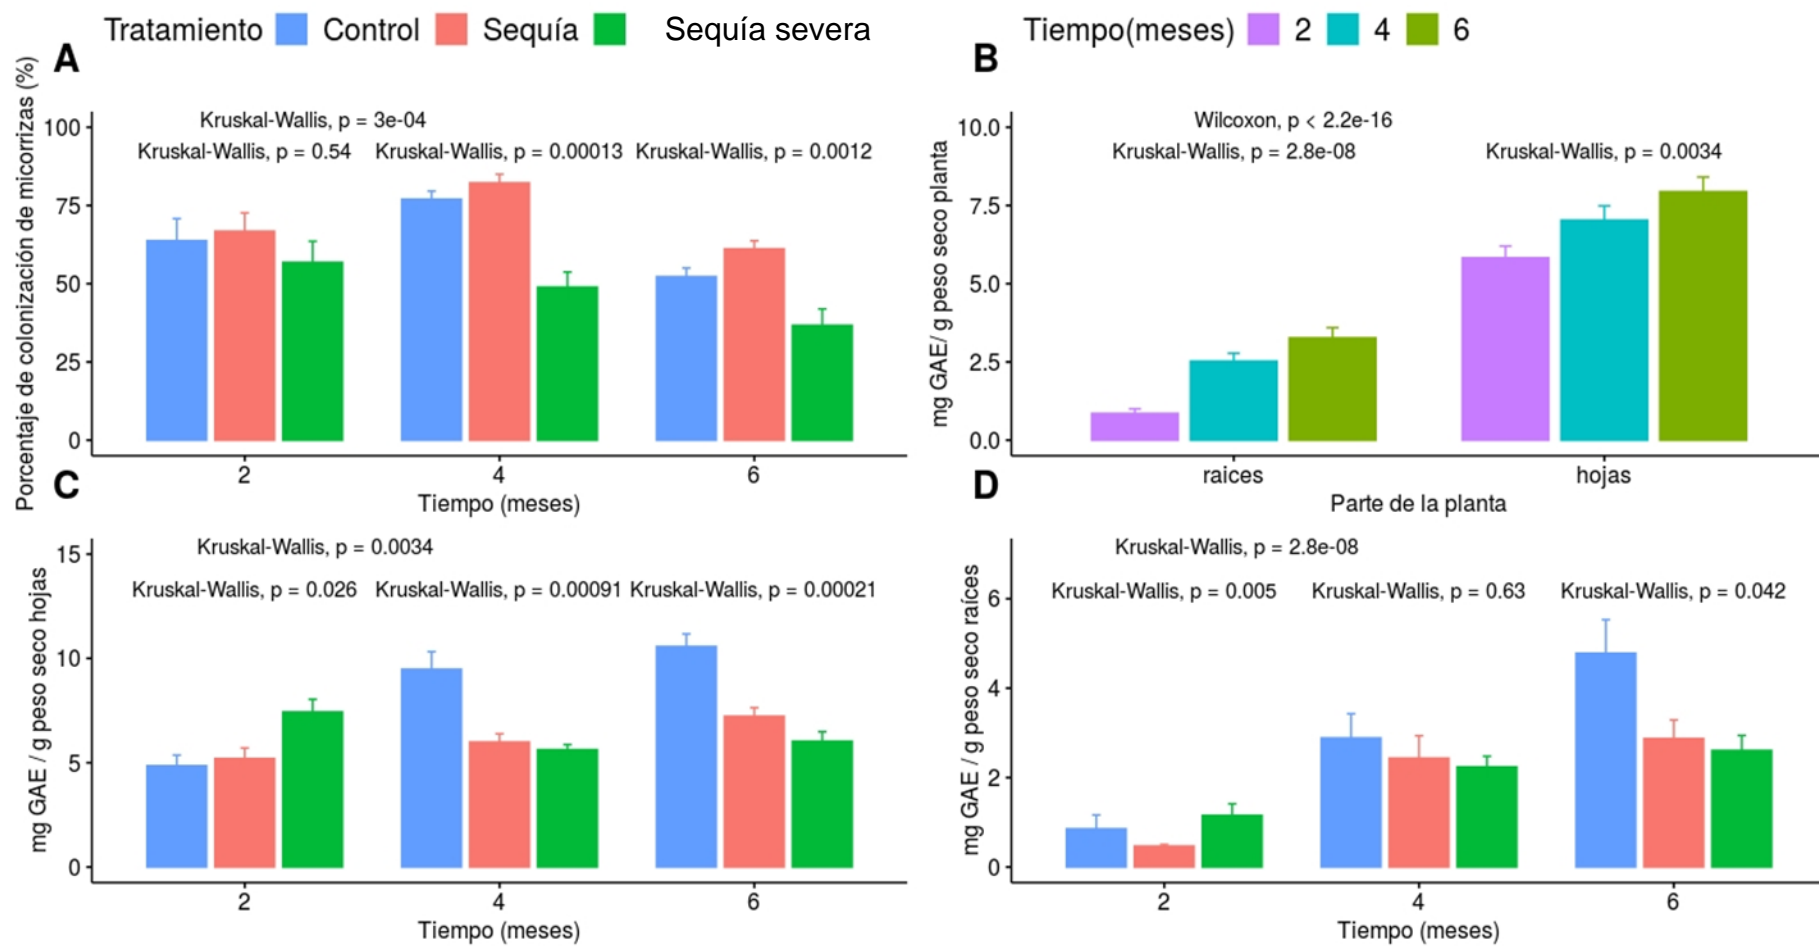 Tratamiento Control Sequía Sequía severa
Tiempo(meses) 2 4 6
A
Porcentaje de colonización de micorrizas (%)
Kruskal-Wallis, p = 3e-04
Kruskal-Wallis, p = 0.54 Kruskal-Wallis, p = 0.00013 Kruskal-Wallis, p = 0.0012
100
75
50
25
0
2 4 6
Tiempo (meses)
B
mg GAE/ g peso seco planta
Wilcoxon, p < 2.2e-16
Kruskal-Wallis, p = 2.8e-08 Kruskal-Wallis, p = 0.0034
10.0
7.5
5.0
2.5
0.0
raices hojas
Parte de la planta
C
mg GAE / g peso seco hojas
Kruskal-Wallis, p = 0.0034
Kruskal-Wallis, p = 0.026 Kruskal-Wallis, p = 0.00091 Kruskal-Wallis, p = 0.00021
15
10
5
0
2 4 6
Tiempo (meses)
D
mg GAE / g peso seco raíces
Kruskal-Wallis, p = 2.8e-08
Kruskal-Wallis, p = 0.005 Kruskal-Wallis, p = 0.63 Kruskal-Wallis, p = 0.042
6
4
2
0
2 4 6
Tiempo (meses)